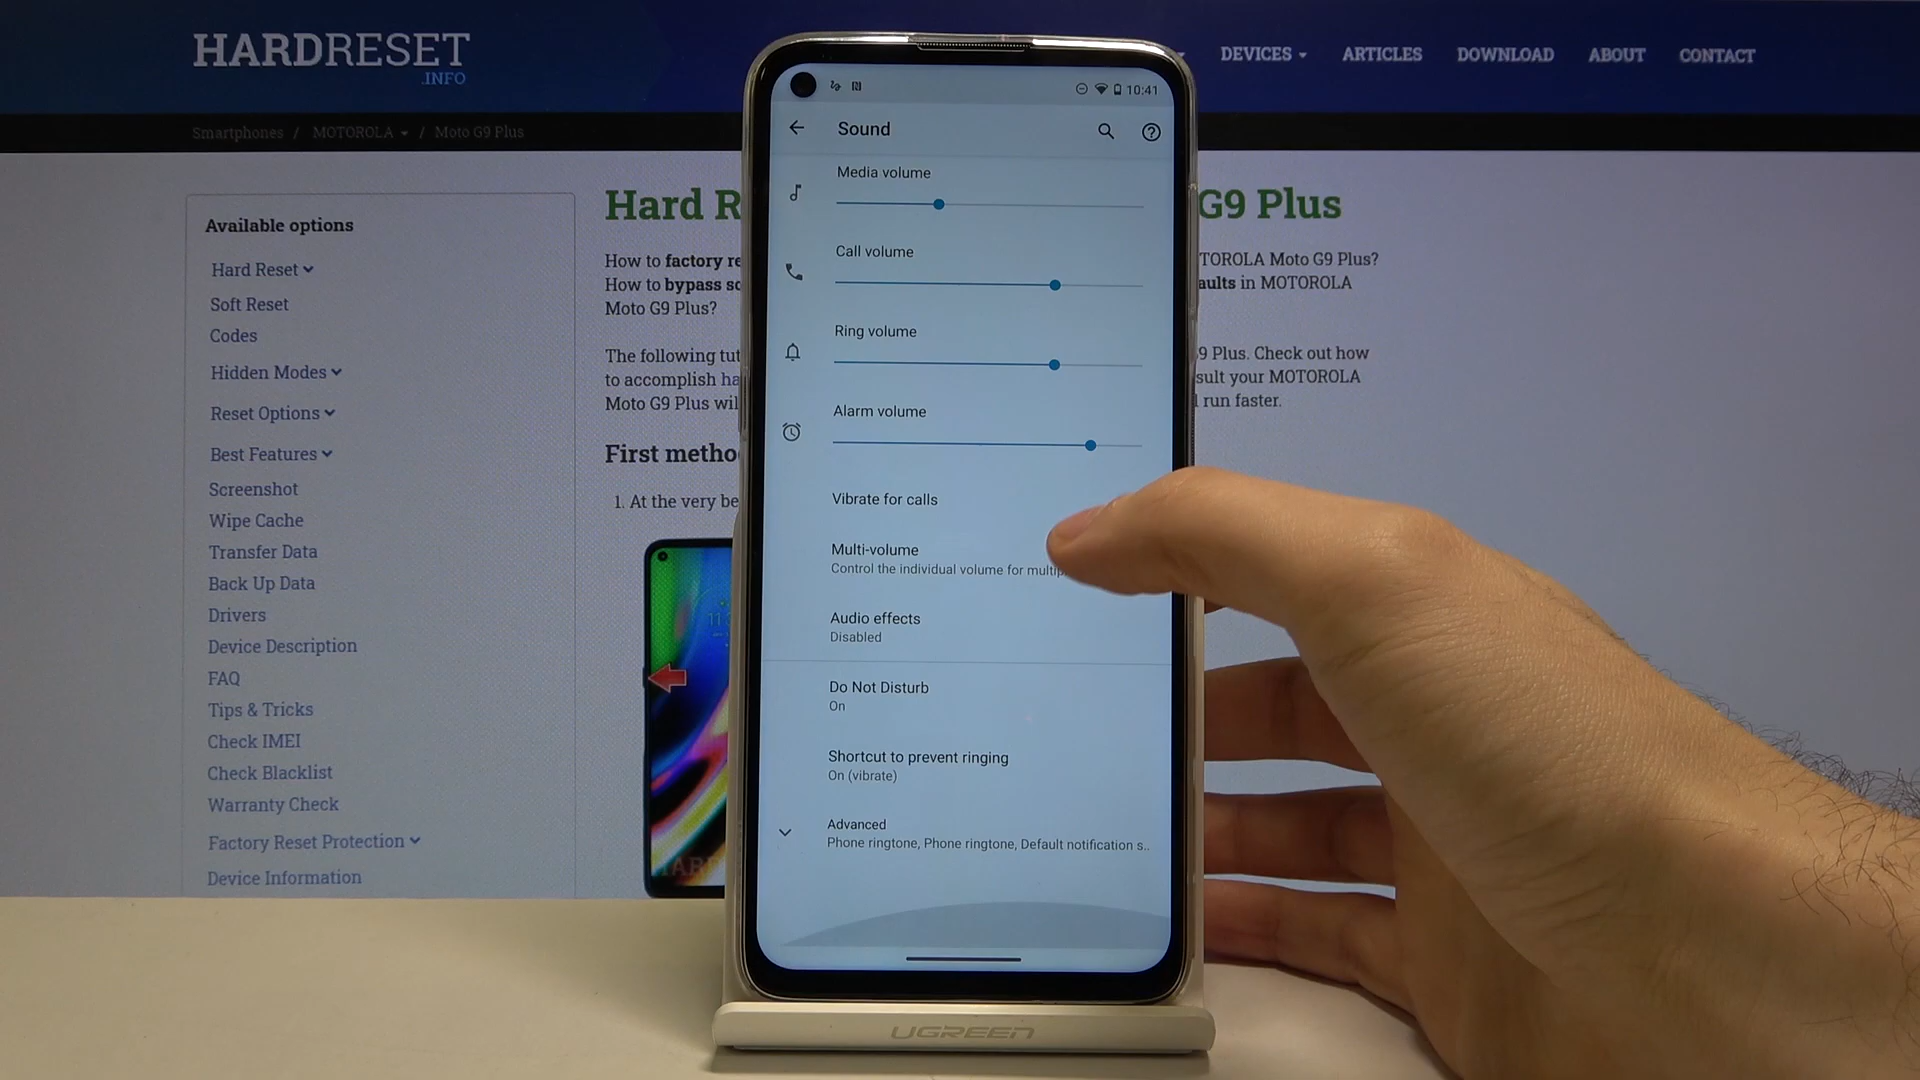 HARDRESET
.INFO
DEVICES
ARTICLES
DOWNLOAD
ABOUT
CONTACT
Smartphones / MOTOROLA / Moto G9 Plus
Available options
Hard Reset
Soft Reset
Codes
Hidden Modes
Reset Options
Best Features
Screenshot
Wipe Cache
Transfer Data
Back Up Data
Drivers
Device Description
FAQ
Tips & Tricks
Check IMEI
Check Blacklist
Warranty Check
Factory Reset Protection
Device Information
Hard R
G9 Plus
How to factory re
TOROLA Moto G9 Plus?
How to bypass sc
aults in MOTOROLA
Moto G9 Plus?
The following tut
9 Plus. Check out how
to accomplish ha
sult your MOTOROLA
Moto G9 Plus wil
run faster.
First metho
1. At the very be
10:41
Sound
Media volume
Call volume
Ring volume
Alarm volume
Vibrate for calls
Multi-volume
Control the individual volume for multip
Audio effects
Disabled
Do Not Disturb
On
Shortcut to prevent ringing
On (vibrate)
Advanced
Phone ringtone, Phone ringtone, Default notification s..
UGREEN